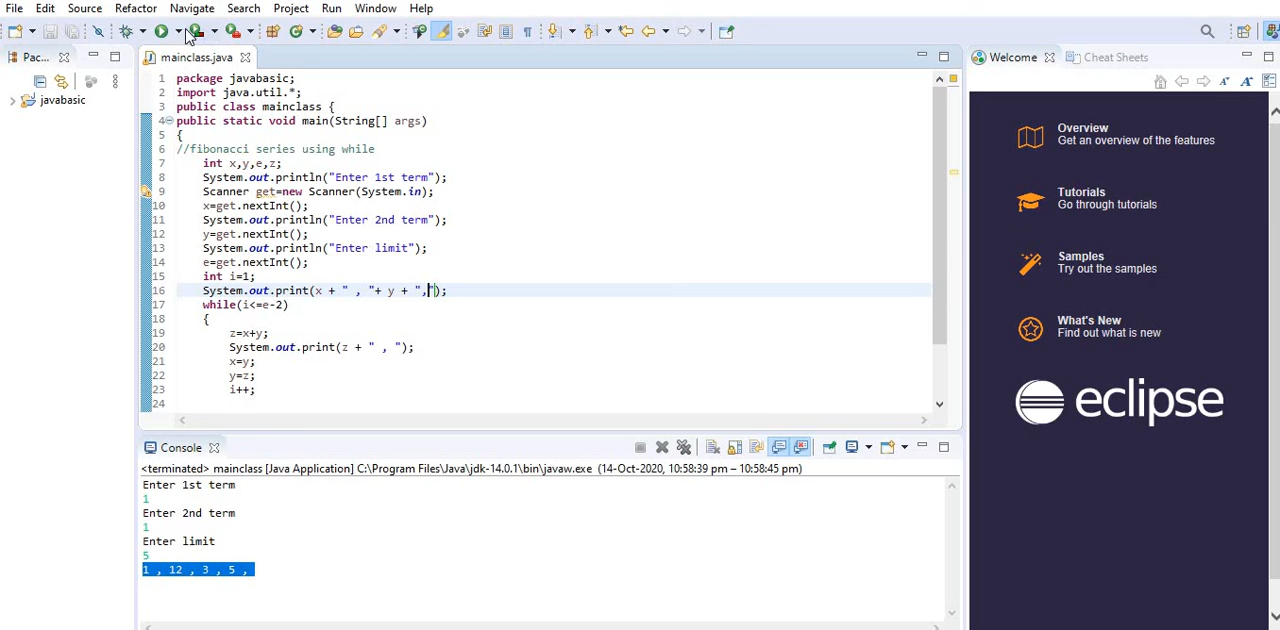 File Edit Source Refactor Navigate Search Project Run Window Help
Pac...
mainclass.java
Welcome
Cheat Sheets
javabasic
1 package javabasic;
2 import java.util.*;
3 public class mainclass {
4 public static void main(String[] args)
5 {
6 //fibonacci series using while
7 int x,y,e,z;
8 System.out.println("Enter 1st term");
9 Scanner get=new Scanner(System.in);
10 x=get.nextInt();
11 System.out.println("Enter 2nd term");
12 y=get.nextInt();
13 System.out.println("Enter limit");
14 e=get.nextInt();
15 int i=1;
16 System.out.print(x + " , "+ y + ",");
17 while(i<=e-2)
18 {
19 z=x+y;
20 System.out.print(z + " , ");
21 x=y;
22 y=z;
23 i++;
24
Overview
Get an overview of the features
Tutorials
Go through tutorials
Samples
Try out the samples
What's New
Find out what is new
eclipse
Console
<terminated> mainclass [Java Application] C:\Program Files\Java\jdk-14.0.1\bin\javaw.exe (14-Oct-2020, 10:58:39 pm – 10:58:45 pm)
Enter 1st term
1
Enter 2nd term
1
Enter limit
5
1 , 12 , 3 , 5 ,